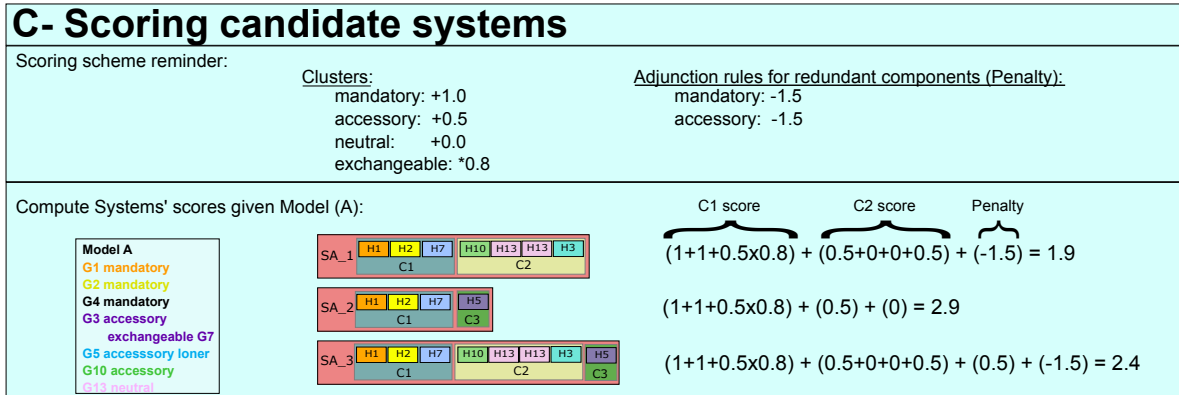 C- Scoring candidate systems
Scoring scheme reminder:
Clusters:
mandatory: +1.0
accessory: +0.5
neutral: +0.0
exchangeable: *0.8
Adjunction rules for redundant components (Penalty):
mandatory: -1.5
accessory: -1.5
Compute Systems' scores given Model (A):
C1 score C2 score Penalty
Model A
G1 mandatory
G2 mandatory
G4 mandatory
G3 accessory
exchangeable G7
G5 accesssory loner
G10 accessory
G13 neutral
SA_1 H1 H2 H7 H10 H13 H13 H3
C1 C2
(1+1+0.5x0.8) + (0.5+0+0+0.5) + (-1.5) = 1.9
SA_2 H1 H2 H7 H5
C1 C3
(1+1+0.5x0.8) + (0.5) + (0) = 2.9
SA_3 H1 H2 H7 H10 H13 H13 H3 H5
C1 C2 C3
(1+1+0.5x0.8) + (0.5+0+0+0.5) + (0.5) + (-1.5) = 2.4